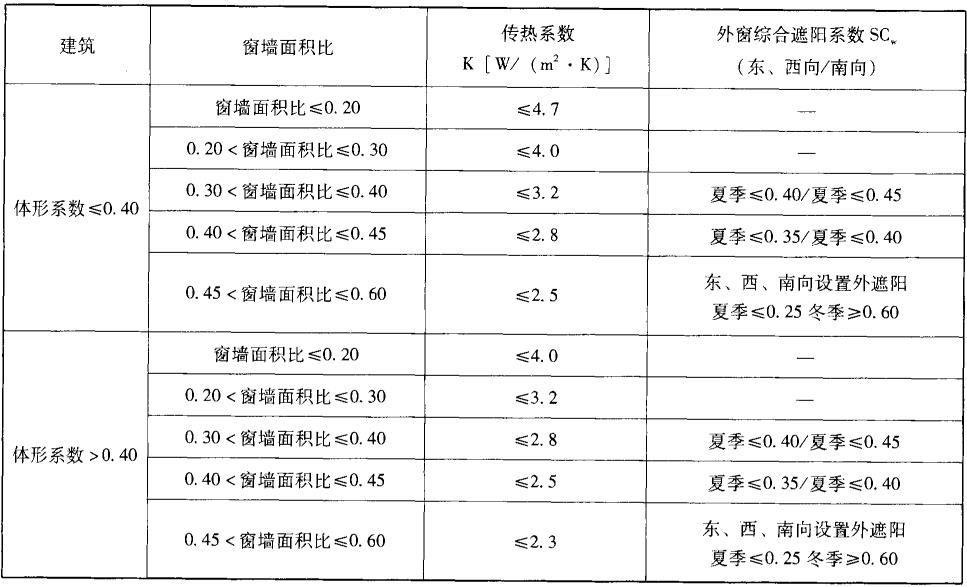 建筑
窗墙面积比
传热系数
K [W/ (m²·K)]
外窗综合遮阳系数 SCw
(东、西向/南向)
体形系数≤0.40
窗墙面积比≤0.20
≤4.7
—
0.20<窗墙面积比≤0.30
≤4.0
—
0.30<窗墙面积比≤0.40
≤3.2
夏季≤0.40/夏季≤0.45
0.40<窗墙面积比≤0.45
≤2.8
夏季≤0.35/夏季≤0.40
0.45<窗墙面积比≤0.60
≤2.5
东、西、南向设置外遮阳
夏季≤0.25 冬季≥0.60
体形系数>0.40
窗墙面积比≤0.20
≤4.0
—
0.20<窗墙面积比≤0.30
≤3.2
—
0.30<窗墙面积比≤0.40
≤2.8
夏季≤0.40/夏季≤0.45
0.40<窗墙面积比≤0.45
≤2.5
夏季≤0.35/夏季≤0.40
0.45<窗墙面积比≤0.60
≤2.3
东、西、南向设置外遮阳
夏季≤0.25 冬季≥0.60